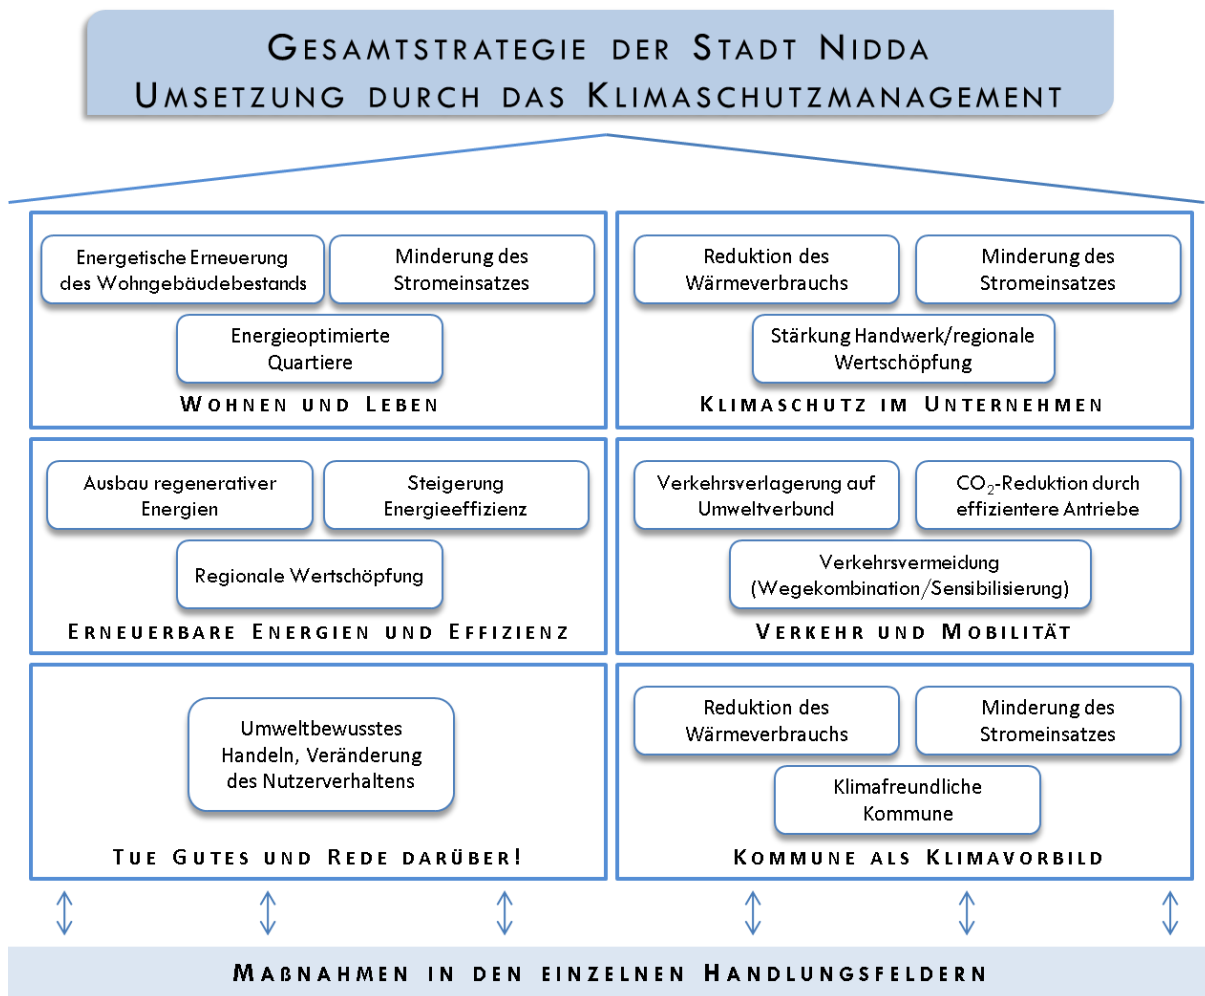 Gesamtstrategie der Stadt Nidda
Umsetzung durch das Klimaschutzmanagement
Energetische Erneuerung
des Wohngebäudebestands
Minderung des
Stromeinsatzes
Energieoptimierte
Quartiere
Wohnen und Leben
Reduktion des
Wärmeverbrauchs
Minderung des
Stromeinsatzes
Stärkung Handwerk/regionale
Wertschöpfung
Klimaschutz im Unternehmen
Ausbau regenerativer
Energien
Steigerung
Energieeffizienz
Regionale Wertschöpfung
Erneuerbare Energien und Effizienz
Verkehrsverlagerung auf
Umweltverbund
CO₂-Reduktion durch
effizientere Antriebe
Verkehrsvermeidung
(Wegekombination/Sensibilisierung)
Verkehr und Mobilität
Umweltbewusstes
Handeln, Veränderung
des Nutzerverhaltens
Tue Gutes und Rede darüber!
Reduktion des
Wärmeverbrauchs
Minderung des
Stromeinsatzes
Klimafreundliche
Kommune
Kommune als Klimavorbild
Maßnahmen in den einzelnen Handlungsfeldern